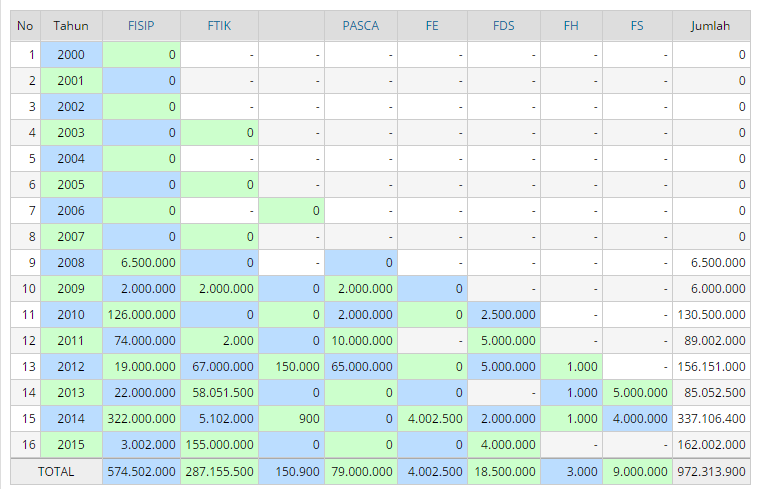 No Tahun FISIP FTIK PASCA FE FDS FH FS Jumlah
1 2000 0 - - - - - - - 0
2 2001 0 - - - - - - - 0
3 2002 0 - - - - - - - 0
4 2003 0 0 - - - - - - 0
5 2004 0 - - - - - - - 0
6 2005 0 0 - - - - - - 0
7 2006 0 - 0 - - - - - 0
8 2007 0 0 - - - - - - 0
9 2008 6.500.000 0 - 0 - - - - 6.500.000
10 2009 2.000.000 2.000.000 0 2.000.000 0 - - - 6.000.000
11 2010 126.000.000 0 0 2.000.000 0 2.500.000 - - 130.500.000
12 2011 74.000.000 2.000 0 10.000.000 - 5.000.000 - - 89.002.000
13 2012 19.000.000 67.000.000 150.000 65.000.000 0 5.000.000 1.000 - 156.151.000
14 2013 22.000.000 58.051.500 0 0 0 - 1.000 5.000.000 85.052.500
15 2014 322.000.000 5.102.000 900 0 4.002.500 2.000.000 1.000 4.000.000 337.106.400
16 2015 3.002.000 155.000.000 0 0 0 4.000.000 - - 162.002.000
TOTAL 574.502.000 287.155.500 150.900 79.000.000 4.002.500 18.500.000 3.000 9.000.000 972.313.900